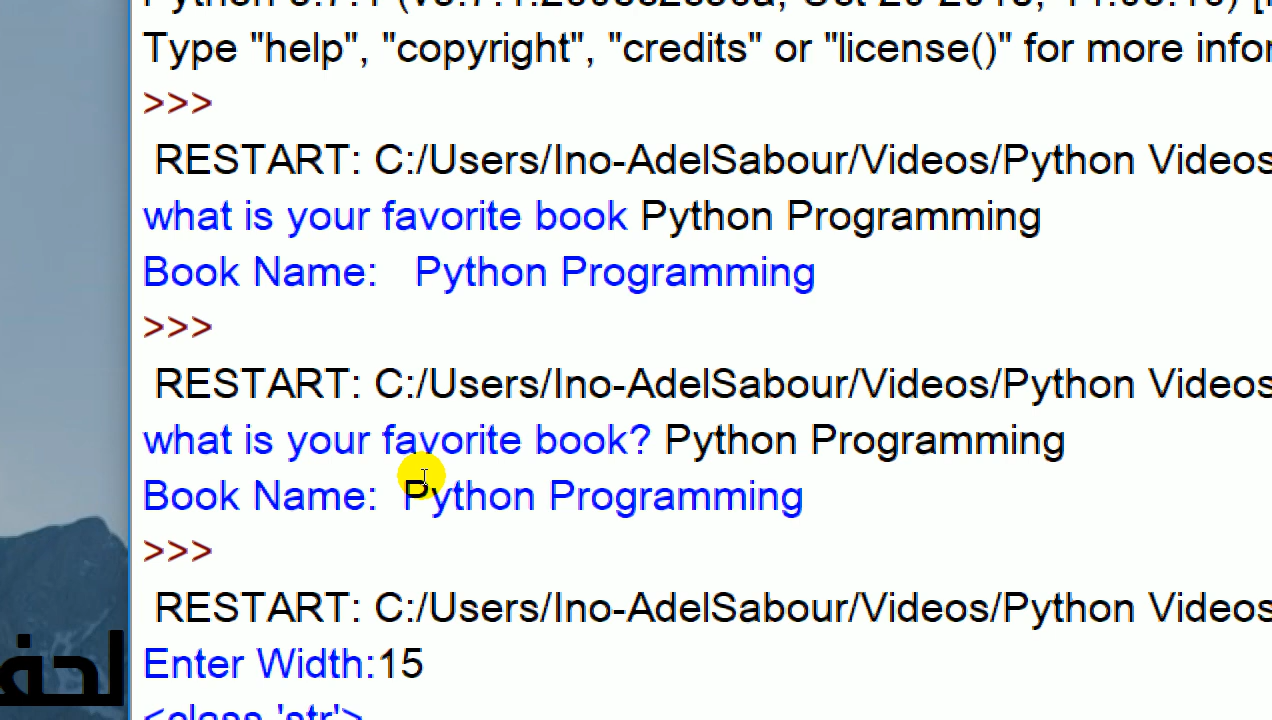 Type "help", "copyright", "credits" or "license()" for more
>>>
RESTART: C:/Users/Ino-AdelSabour/Videos/Python Videos
what is your favorite book Python Programming
Book Name:   Python Programming
>>>
RESTART: C:/Users/Ino-AdelSabour/Videos/Python Videos
what is your favorite book? Python Programming
Book Name:  Python Programming
>>>
RESTART: C:/Users/Ino-AdelSabour/Videos/Python Videos
Enter Width:15
<class 'str'>